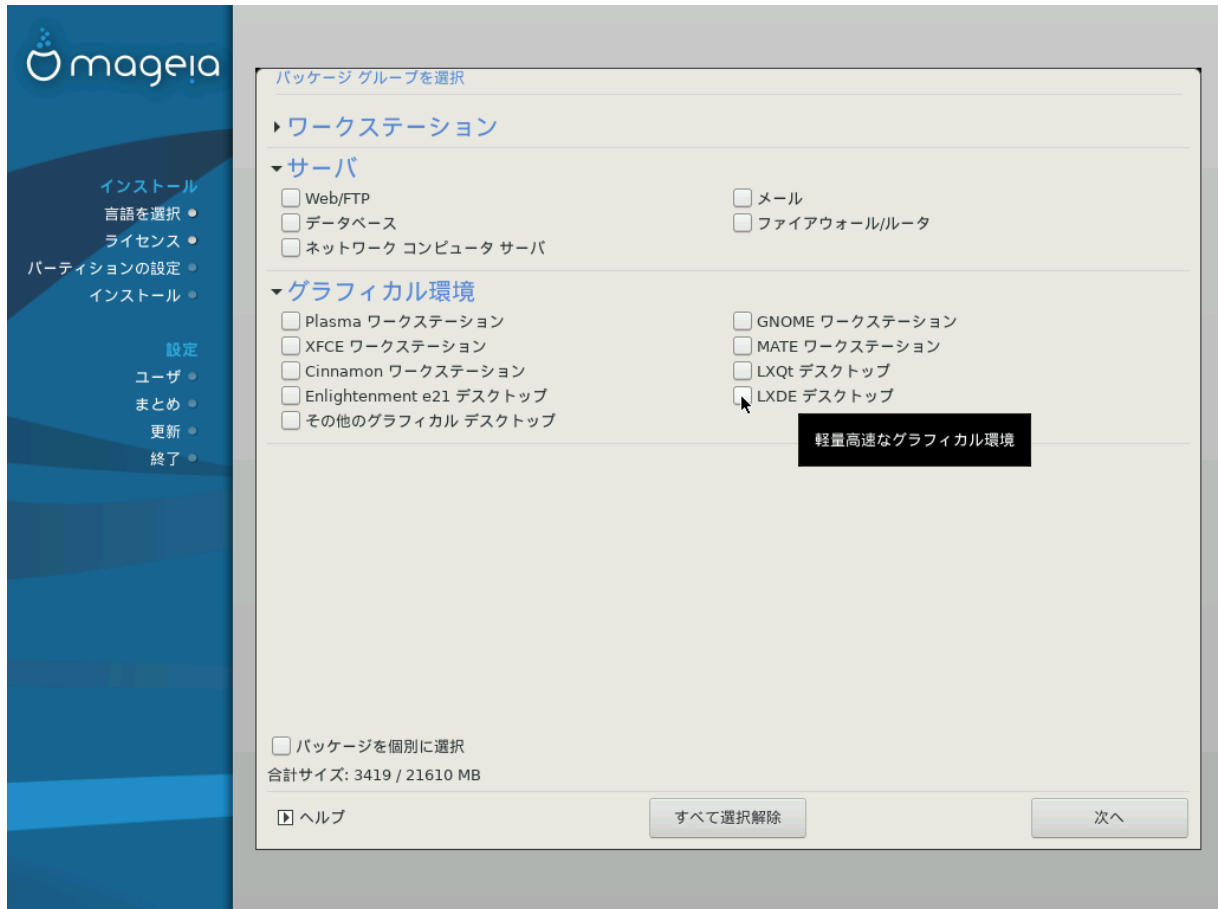 mageia
インストール
言語を選択
ライセンス
パーティションの設定
インストール
設定
ユーザ
まとめ
更新
終了
パッケージ グループを選択
ワークステーション
サーバ
Web/FTP
メール
データベース
ファイアウォール/ルータ
ネットワーク コンピュータ サーバ
グラフィカル環境
Plasma ワークステーション
GNOME ワークステーション
XFCE ワークステーション
MATE ワークステーション
Cinnamon ワークステーション
LXQt デスクトップ
Enlightenment e21 デスクトップ
LXDE デスクトップ
その他のグラフィカル デスクトップ
軽量高速なグラフィカル環境
パッケージを個別に選択
合計サイズ: 3419 / 21610 MB
ヘルプ
すべて選択解除
次へ